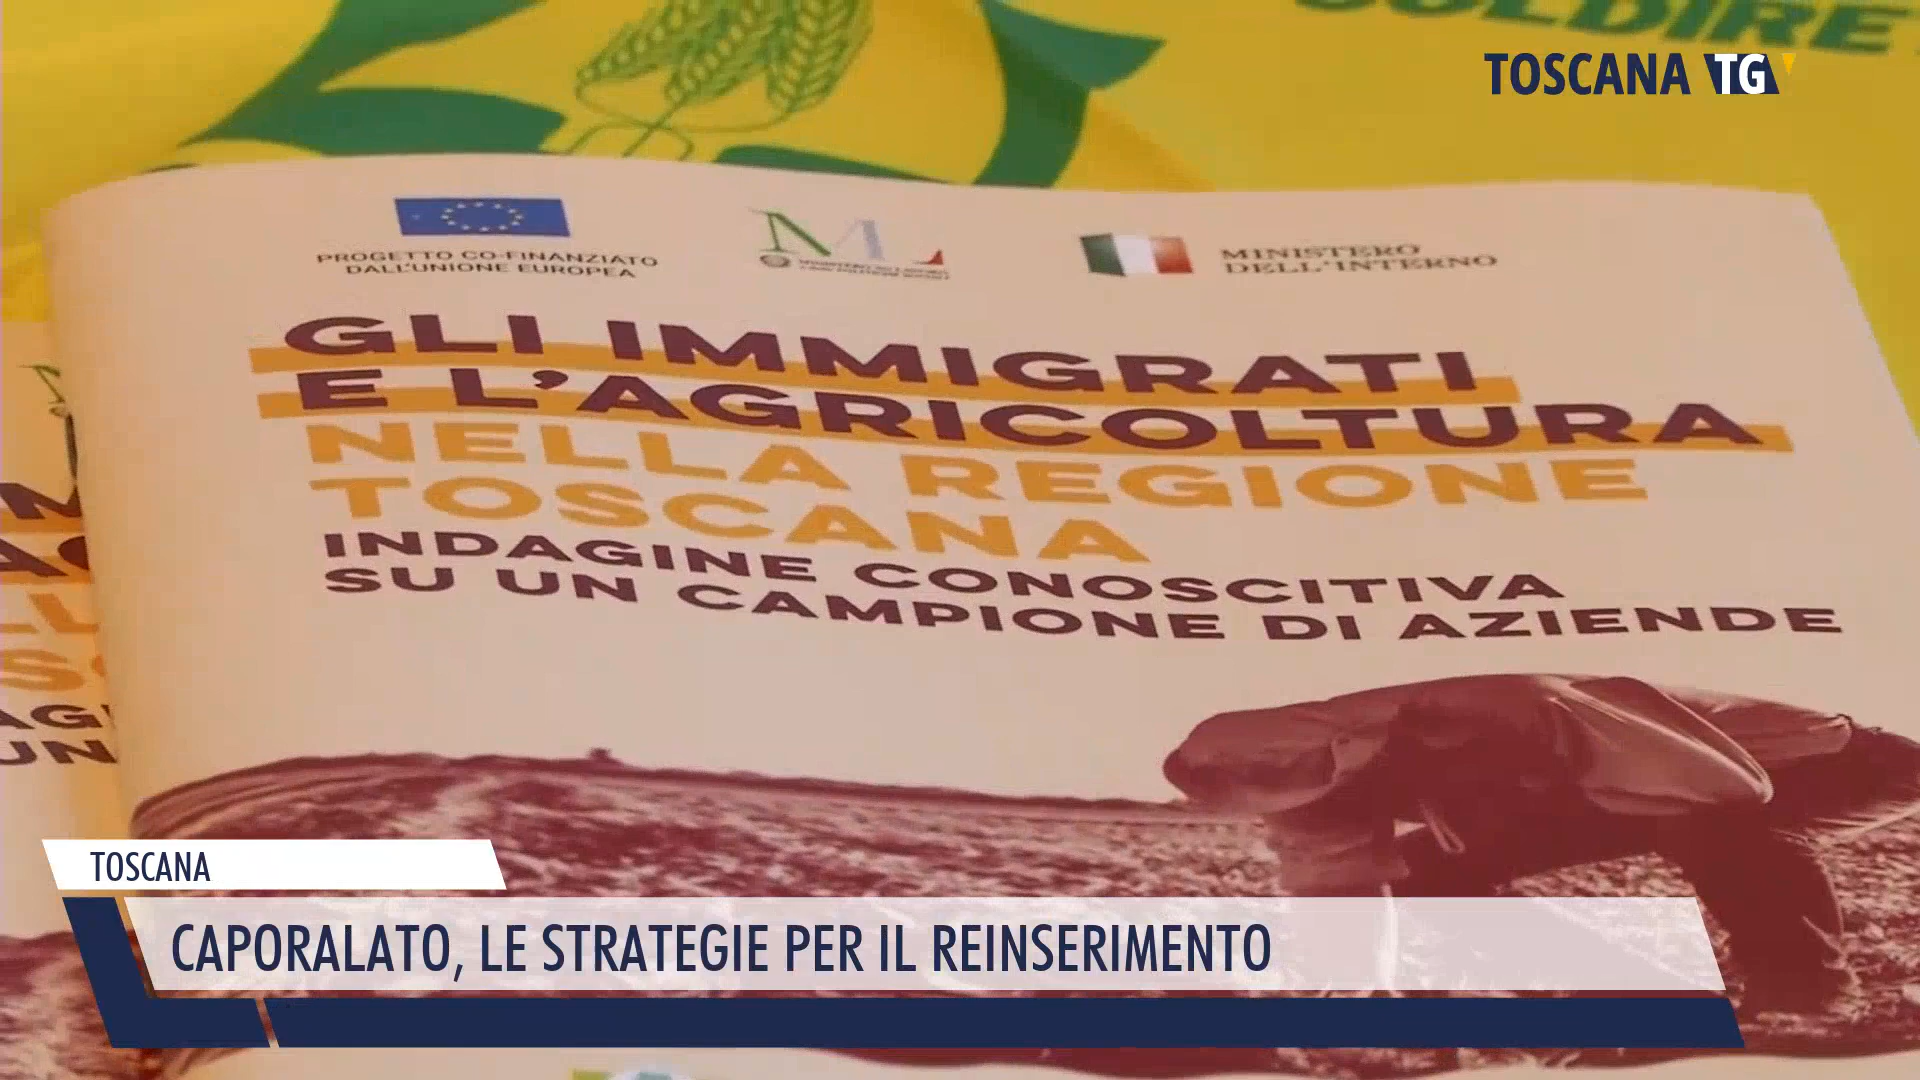 COLDIRE
TOSCANA TG
PROGETTO CO-FINANZIATO
DALL'UNIONE EUROPEA
MINISTERO
DELL'INTERNO
GLI IMMIGRATI
E L'AGRICOLTURA
NELLA REGIONE
TOSCANA
INDAGINE CONOSCITIVA
SU UN CAMPIONE DI AZIENDE
TOSCANA
CAPORALATO, LE STRATEGIE PER IL REINSERIMENTO